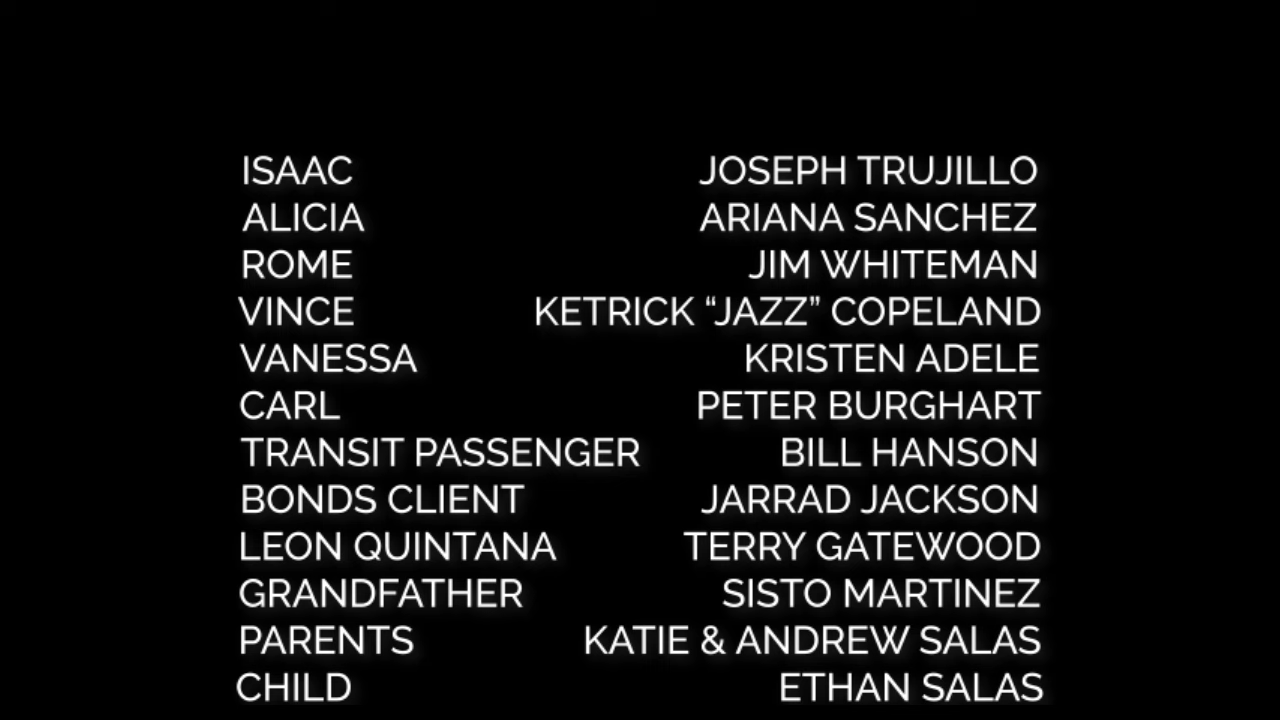 ISAAC JOSEPH TRUJILLO
ALICIA ARIANA SANCHEZ
ROME JIM WHITEMAN
VINCE KETRICK “JAZZ” COPELAND
VANESSA KRISTEN ADELE
CARL PETER BURGHART
TRANSIT PASSENGER BILL HANSON
BONDS CLIENT JARRAD JACKSON
LEON QUINTANA TERRY GATEWOOD
GRANDFATHER SISTO MARTINEZ
PARENTS KATIE & ANDREW SALAS
CHILD ETHAN SALAS